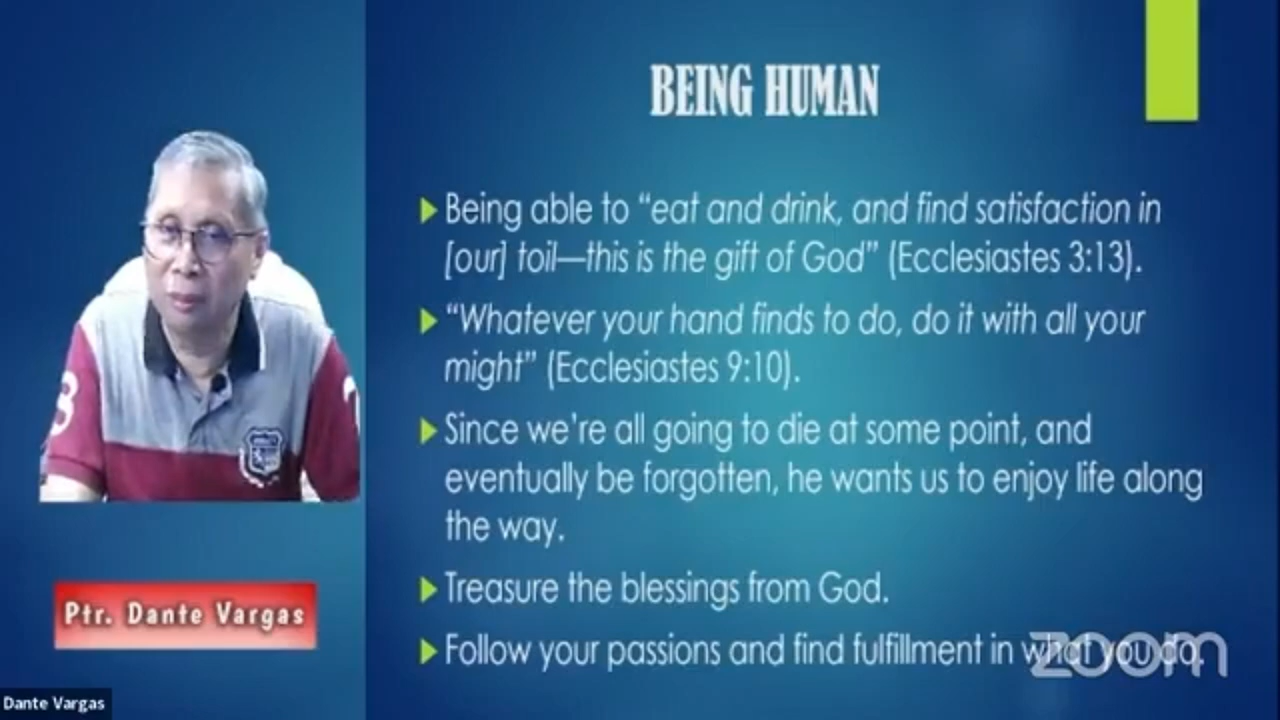 BEING HUMAN
Being able to “eat and drink, and find satisfaction in
[our] toil—this is the gift of God” (Ecclesiastes 3:13).
“Whatever your hand finds to do, do it with all your
might” (Ecclesiastes 9:10).
Since we’re all going to die at some point, and
eventually be forgotten, he wants us to enjoy life along
the way.
Treasure the blessings from God.
Follow your passions and find fulfillment in what you do.
zoom
Ptr. Dante Vargas
Dante Vargas